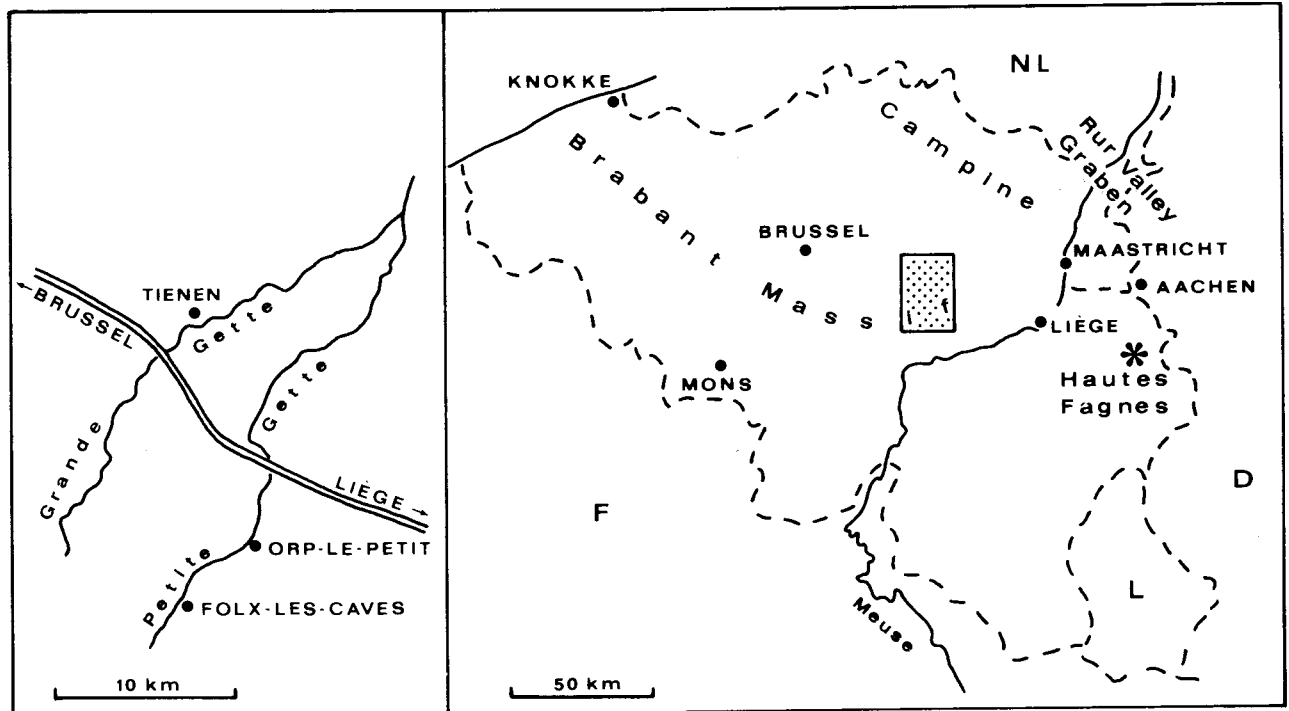 TIENEN
←BRUSSEL
Grande Gette
Gette
LIÈGE→
ORP-LE-PETIT
Petite
FOLX-LES-CAVES
10 km
KNOKKE
NL
Campine
Rur Valley
Graben
Brabant Mass
BRUSSEL
MAASTRICHT
AACHEN
LIÈGE
MONS
Hautes
Fagnes
D
F
L
Meuse
50 km